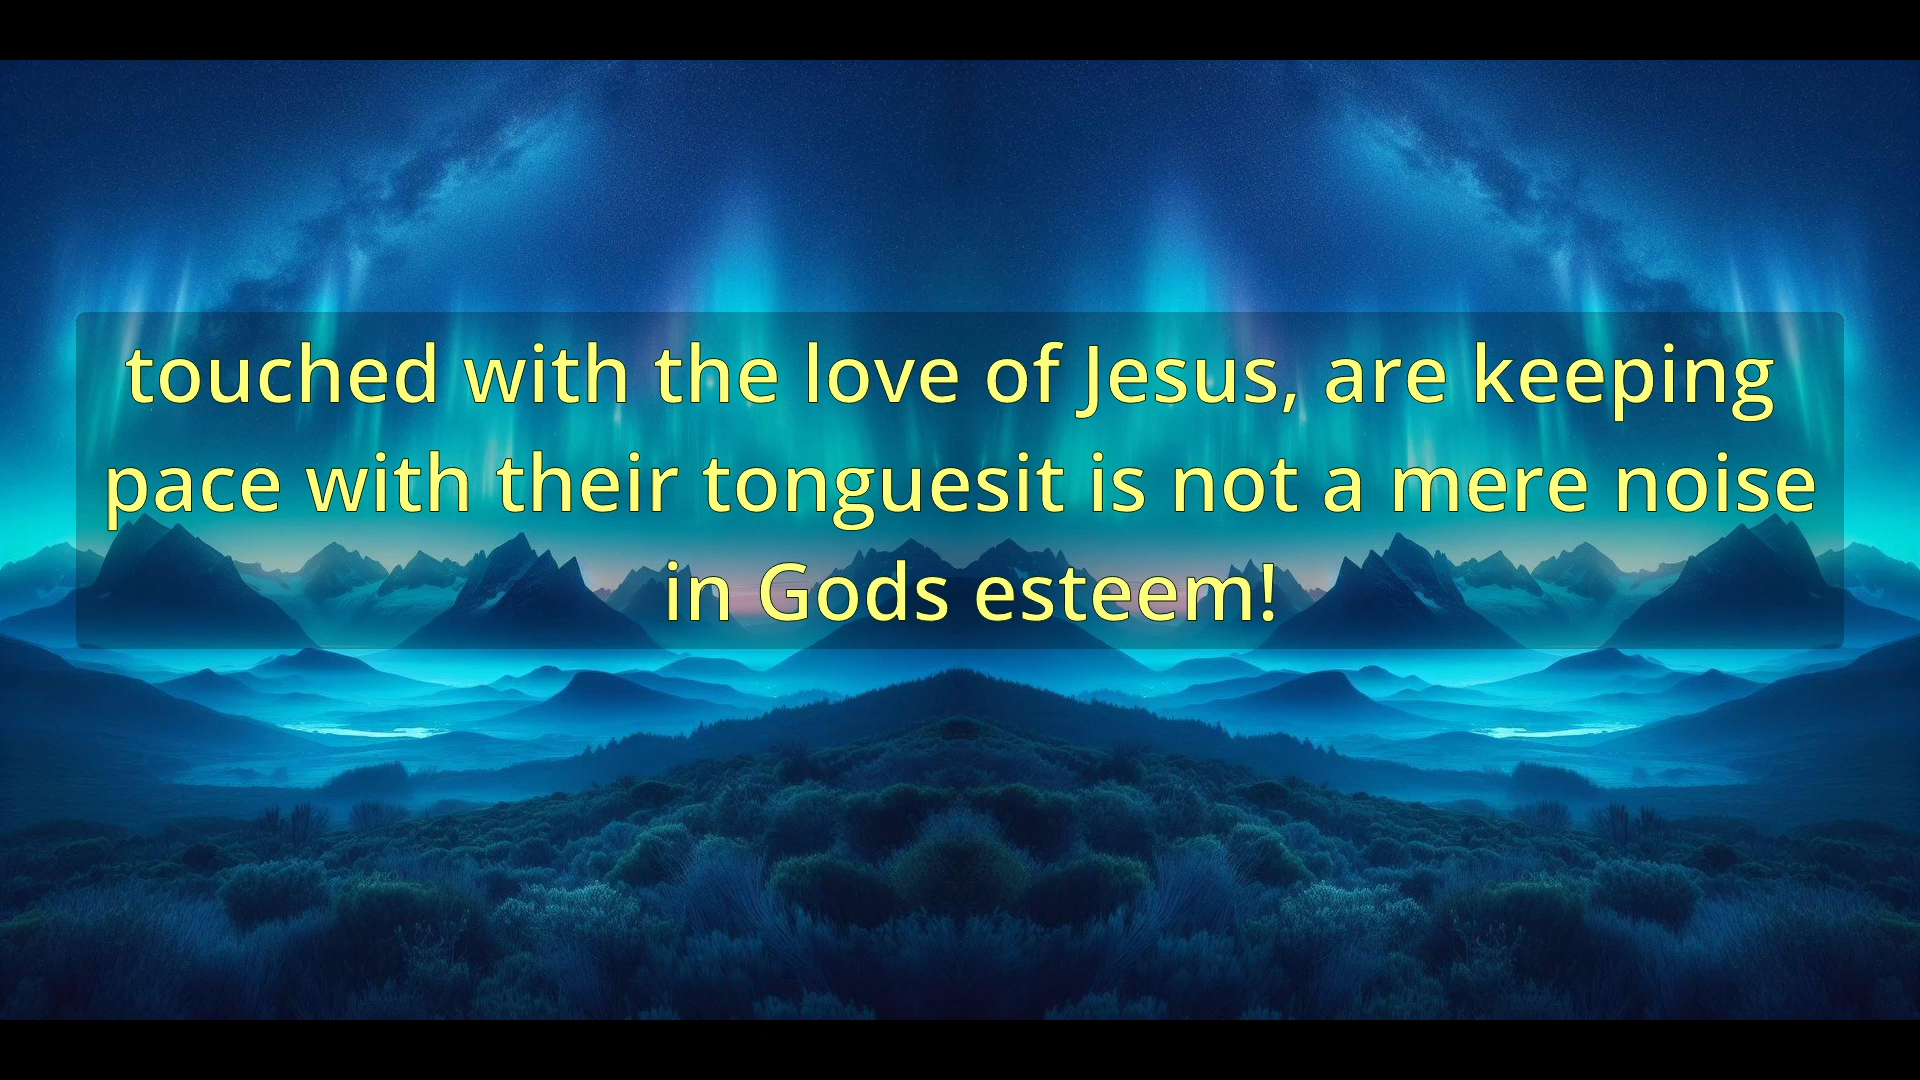 touched with the love of Jesus, are keeping
pace with their tonguesit is not a mere noise
in Gods esteem!